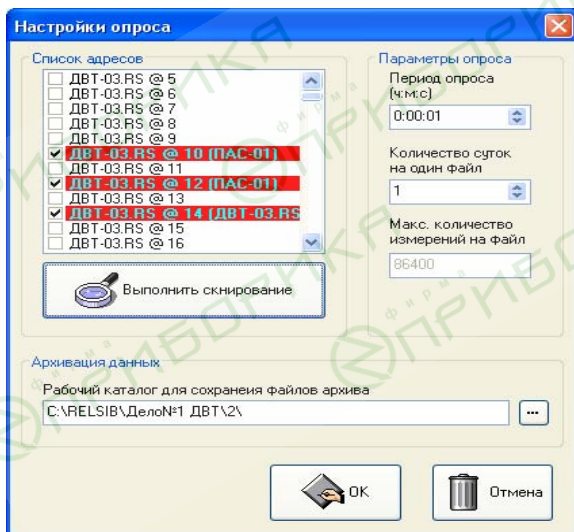 Настройки опроса
Список адресов
ДВТ-03.RS @ 5
ДВТ-03.RS @ 6
ДВТ-03.RS @ 7
ДВТ-03.RS @ 8
ДВТ-03.RS @ 9
ДВТ-03.RS @ 10 (ПАС-01)
ДВТ-03.RS @ 11
ДВТ-03.RS @ 12 (ПАС-01)
ДВТ-03.RS @ 13
ДВТ-03.RS @ 14 (ДВТ-03.RS
ДВТ-03.RS @ 15
ДВТ-03.RS @ 16
Выполнить скнирование
Параметры опроса
Период опроса
(ч:м:с)
0:00:01
Количество суток
на один файл
1
Макс. количество
измерений на файл
86400
Архивация данных
Рабочий каталог для сохранеия файлов архива
C:\RELSIB\Дело№1 ДВТ\2\
...
OK
Отмена
фирма
ПРИБОРИКА